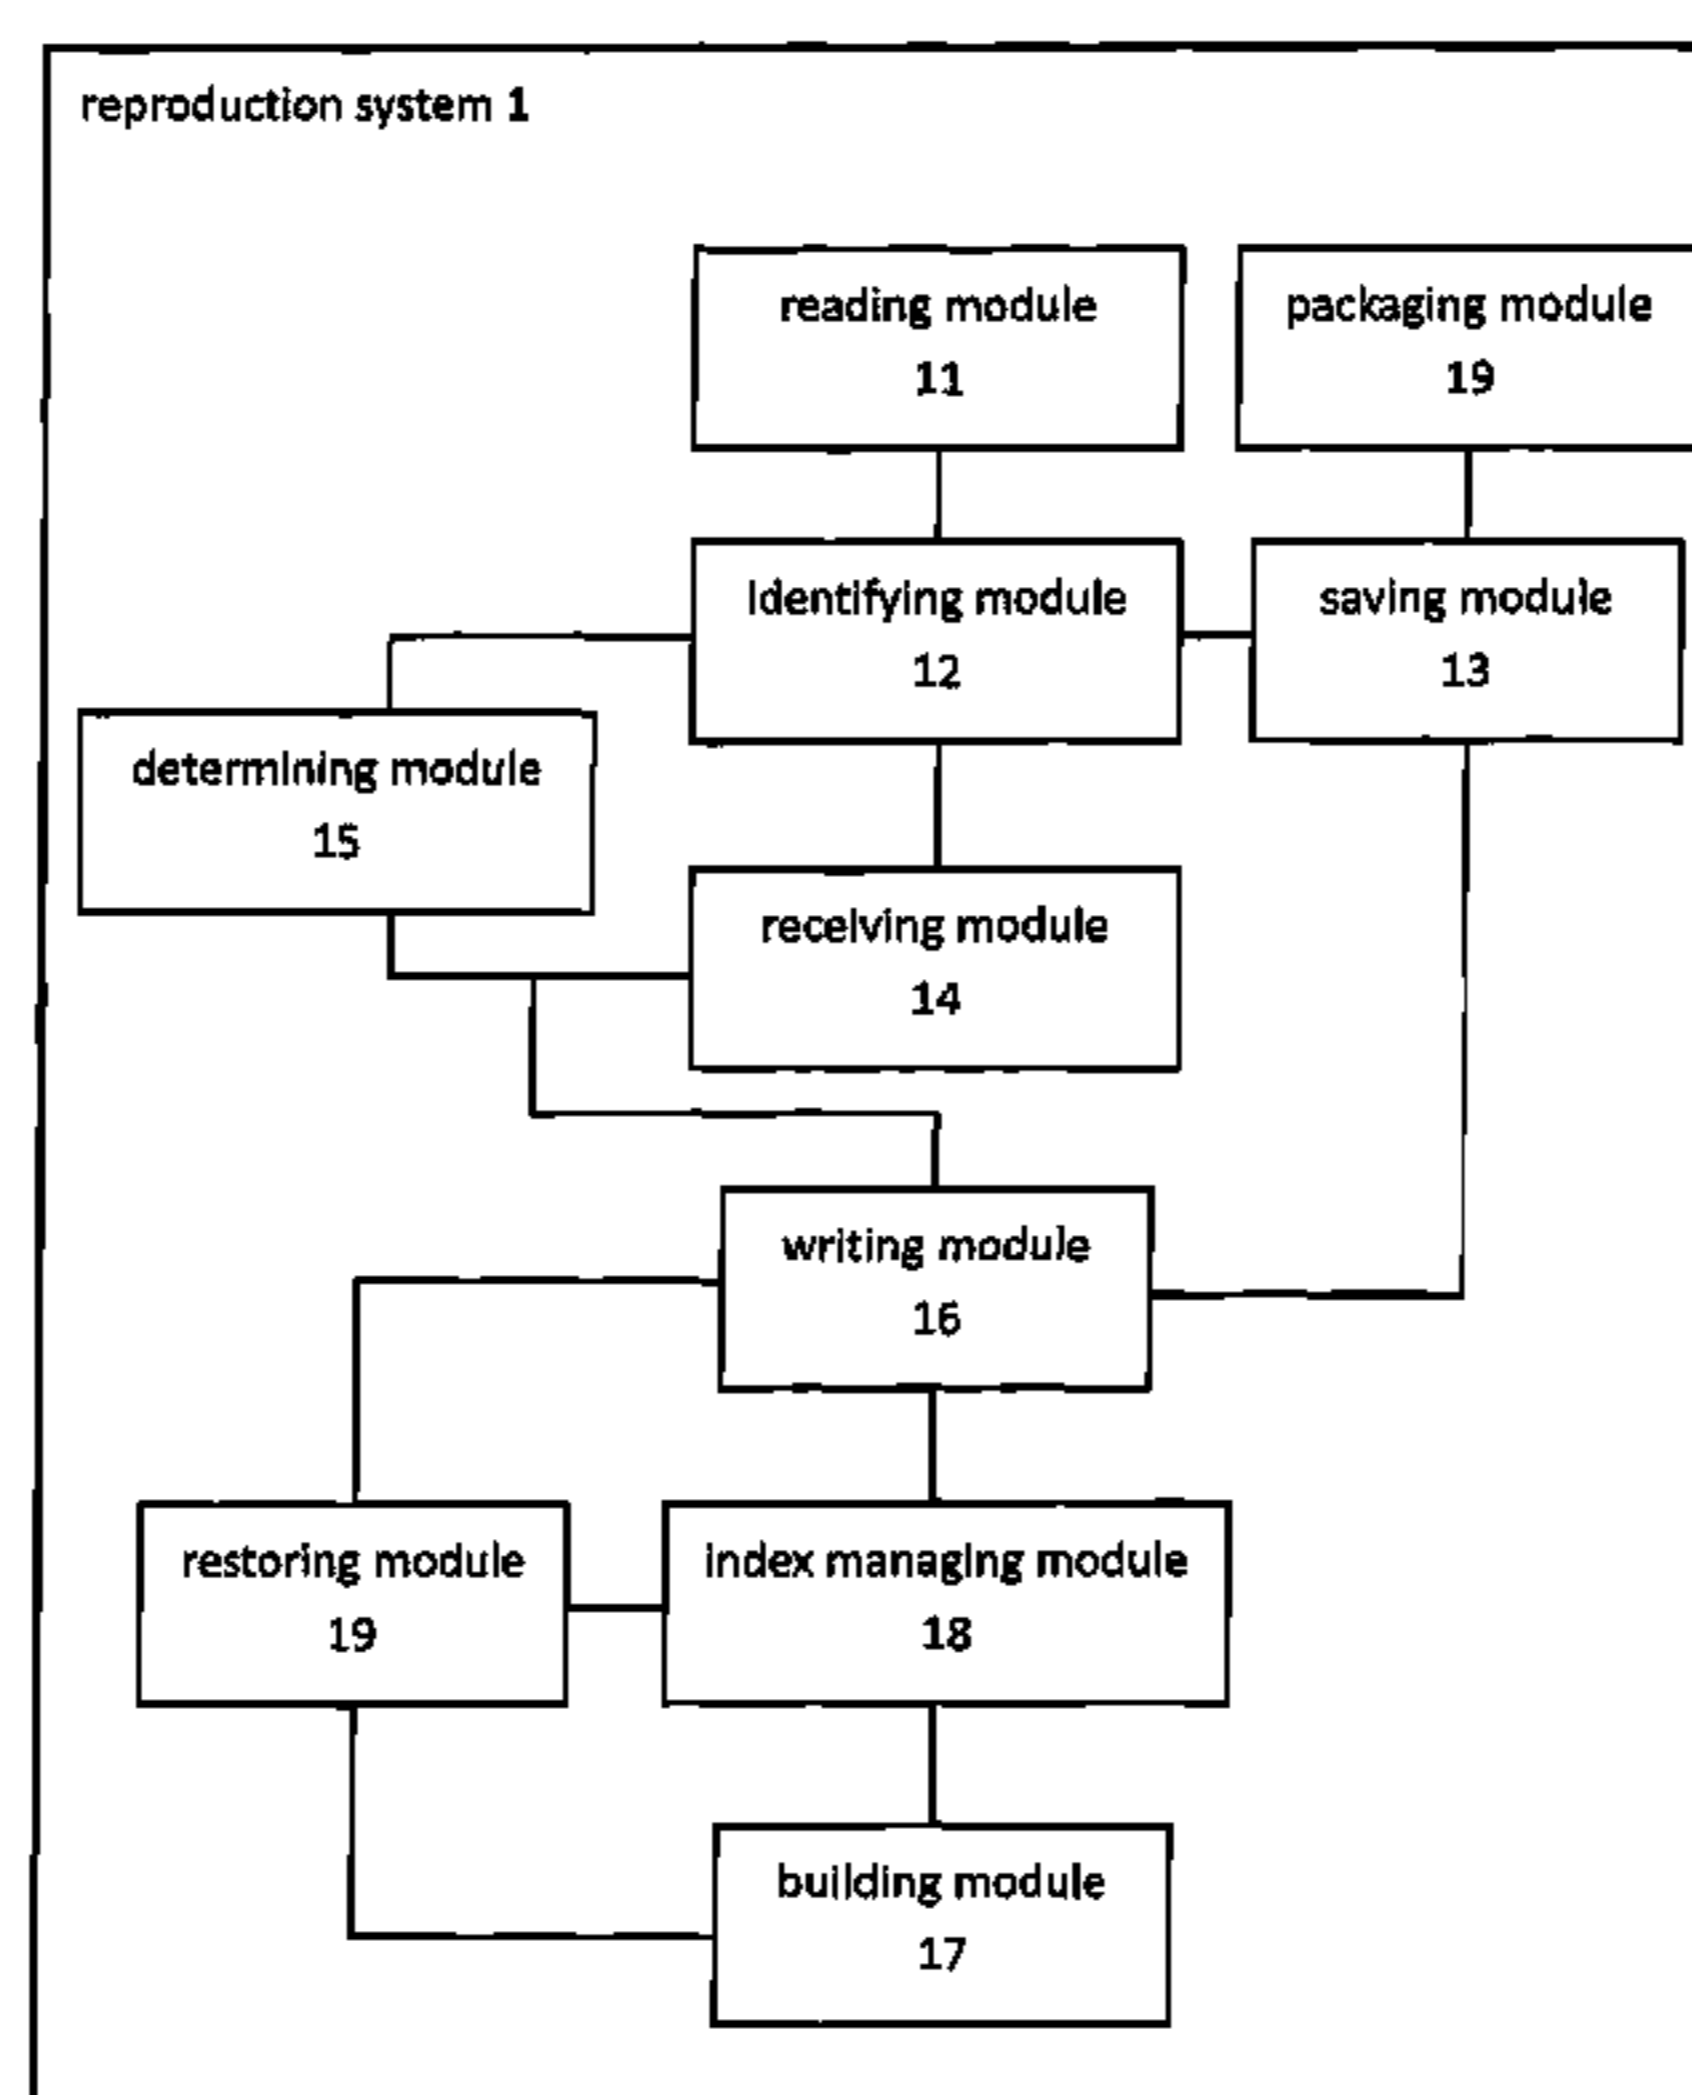 reproduction system 1
reading module
11
packaging module
19
identifying module
12
saving module
13
determining module
15
receiving module
14
writing module
16
restoring module
19
index managing module
18
building module
17